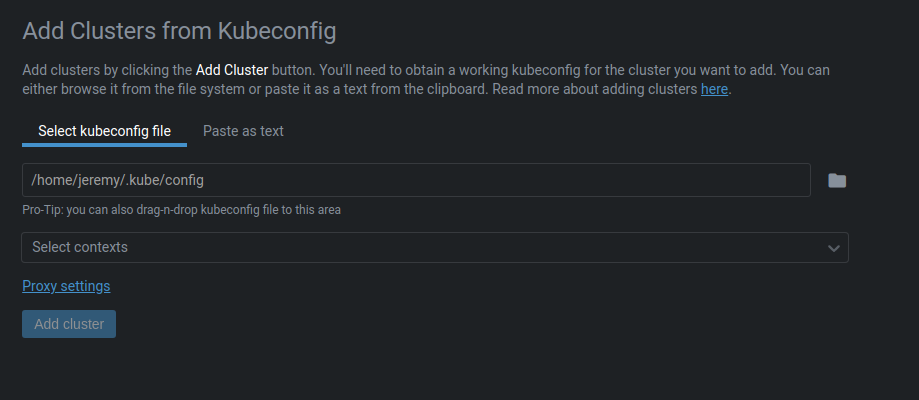 Add Clusters from Kubeconfig
Add clusters by clicking the Add Cluster button. You'll need to obtain a working kubeconfig for the cluster you want to add. You can
either browse it from the file system or paste it as a text from the clipboard. Read more about adding clusters here.
Select kubeconfig file Paste as text
/home/jeremy/.kube/config
Pro-Tip: you can also drag-n-drop kubeconfig file to this area
Select contexts
Proxy settings
Add cluster